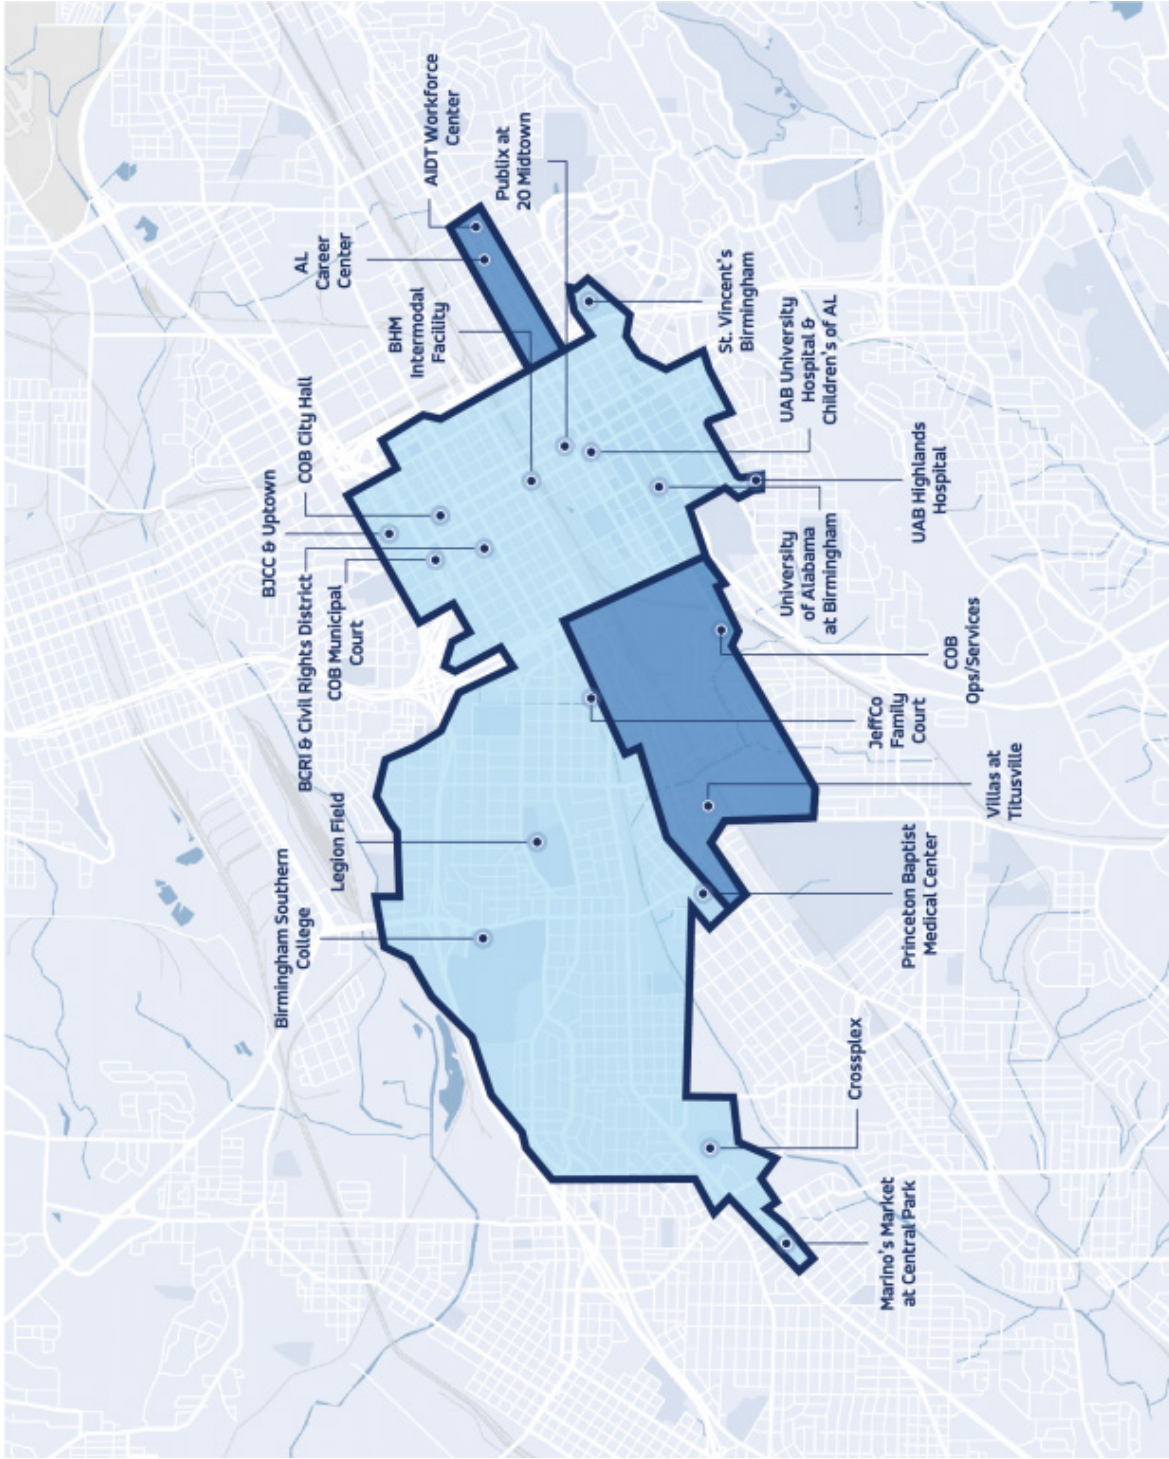 Marino's Market
at Central Park
Crossplex
Birmingham Southern
College
Legion Field
Princeton Baptist
Medical Center
Villas at
Titusville
JeffCo
Family
Court
COB
Ops/Services
BCRI & Civil Rights District
COB Municipal
Court
BJCC & Uptown
COB City Hall
BHM
Intermodal
Facility
AL
Career
Center
AIDT Workforce
Center
Publix at
20 Midtown
St. Vincent's
Birmingham
UAB University
Hospital &
Children's of AL
University
of Alabama
at Birmingham
UAB Highlands
Hospital